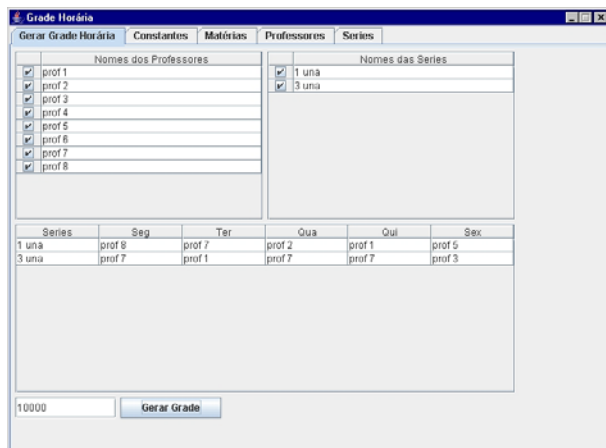 Grade Horária
Gerar Grade Horária Constantes Matérias Professores Series
Nomes dos Professores
prof 1
prof 2
prof 3
prof 4
prof 5
prof 6
prof 7
prof 8
Nomes das Series
1 una
3 una
Series Seg Ter Qua Qui Sex
1 una prof 8 prof 7 prof 2 prof 1 prof 5
3 una prof 7 prof 1 prof 7 prof 7 prof 3
10000 Gerar Grade